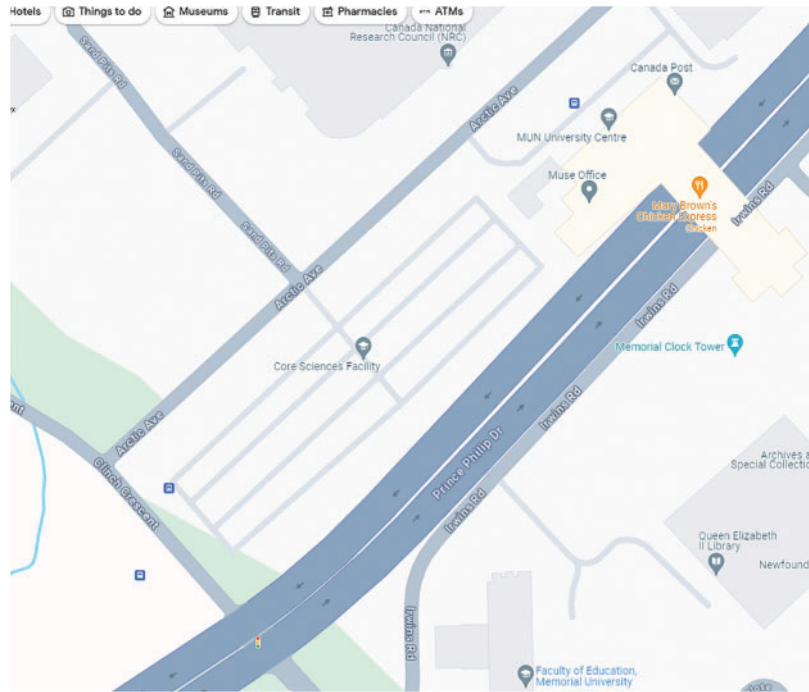 Hotels
Things to do
Museums
Transit
Pharmacies
ATMs
Canada National
Research Council (NRC)
Sand Pits Rd
Canada Post
Arctic Ave
MUN University Centre
Sand Pits Rd
Muse Office
Mary Brown's
Chicken Express
Chicken
Irwins Rd
Sand Pits Rd
Arctic Ave
Irwins Rd
Memorial Clock Tower
Core Sciences Facility
Irwins Rd
Arctic Ave
Clinch Crescent
Prince Philip Dr
Irwins Rd
Archives
Special Collectio
Queen Elizabeth
II Library
Newfound
Irwins Rd
Faculty of Education,
Memorial University